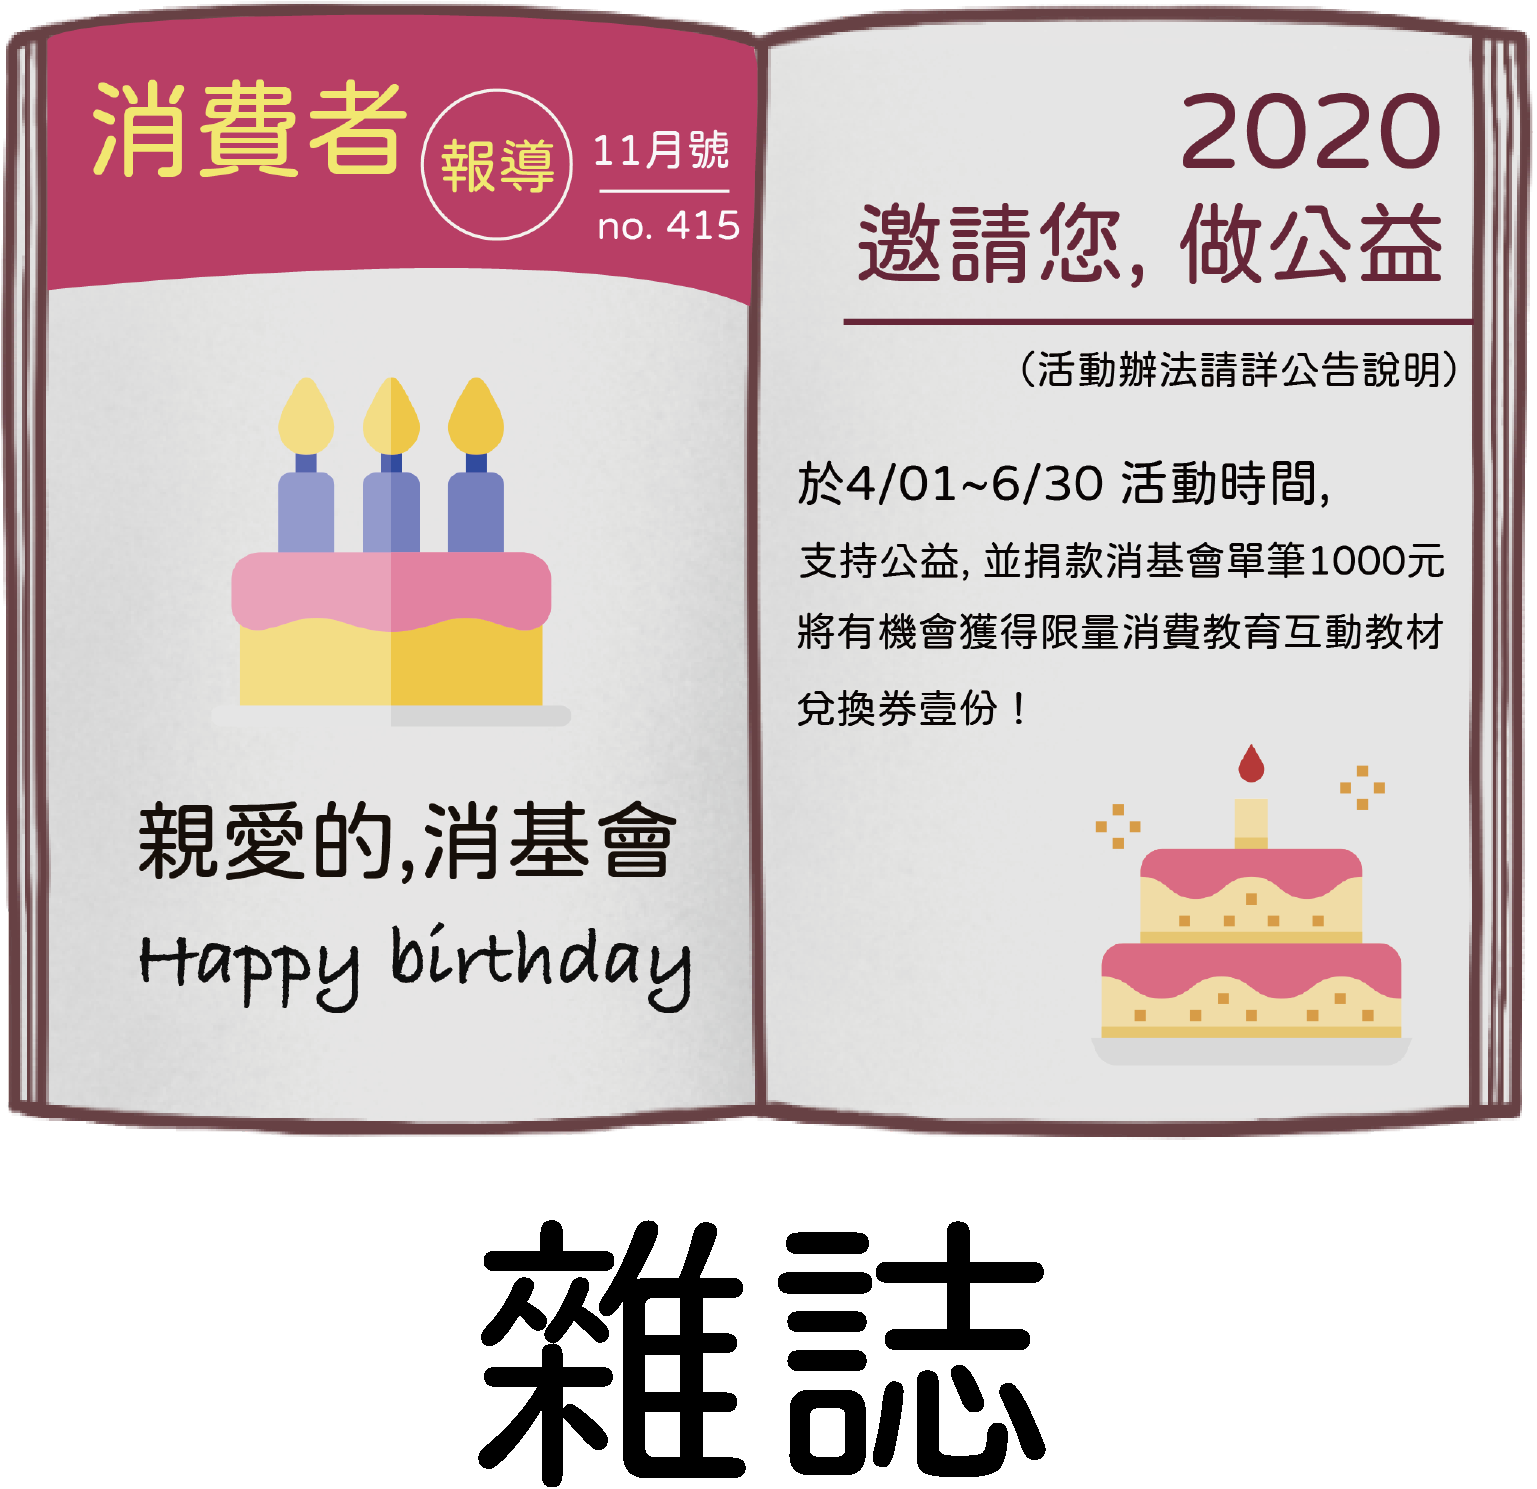 消費者
報導
11月號
no. 415
親愛的,消基會
Happy birthday
2020
邀請您, 做公益
（活動辦法請詳公告說明）
於4/01~6/30 活動時間,
支持公益, 並捐款消基會單筆1000元
將有機會獲得限量消費教育互動教材
兌換券壹份！
雜誌